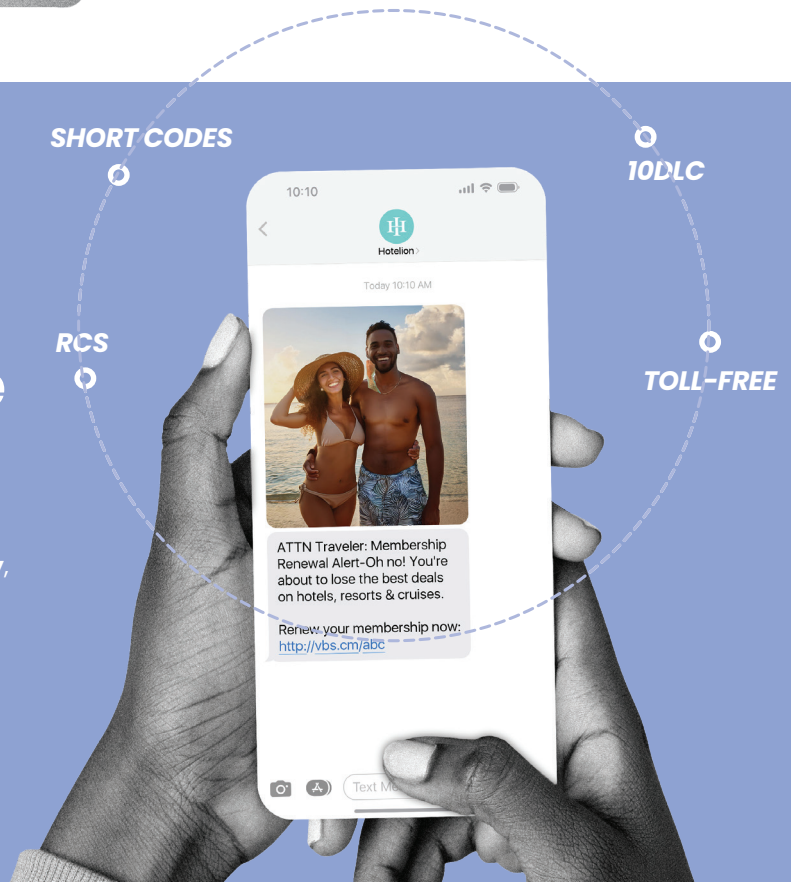 SHORT CODES
10DLC
10:10
Hotelion
Today 10:10 AM
RCS
TOLL-FREE
ATTN Traveler: Membership
Renewal Alert-Oh no! You're
about to lose the best deals
on hotels, resorts & cruises.
Renew your membership now:
http://vbs.cm/abc
Text M